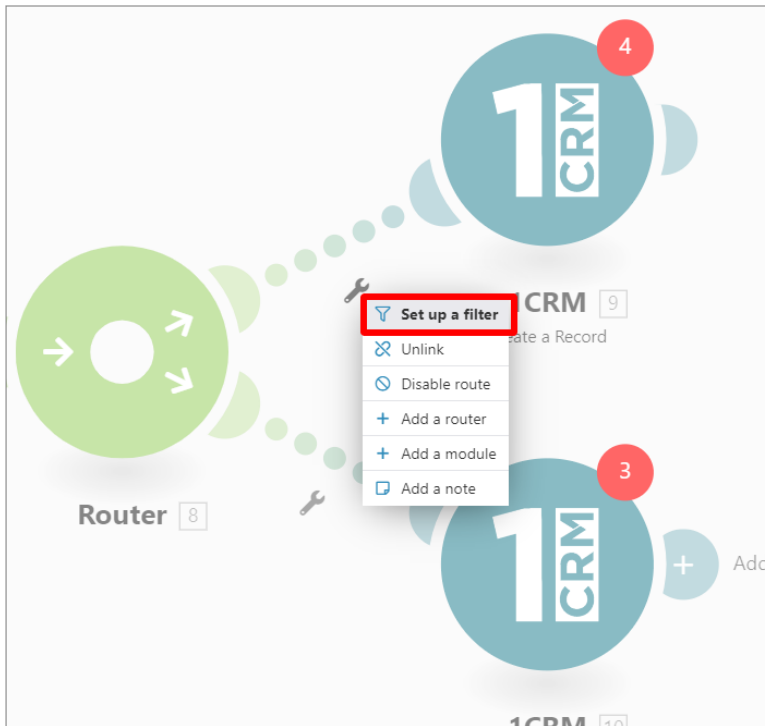 4
1
CRM
1CRM 9
eate a Record
Set up a filter
Unlink
Disable route
Add a router
Add a module
Add a note
Router 8
3
1
CRM
Add
1CRM 10